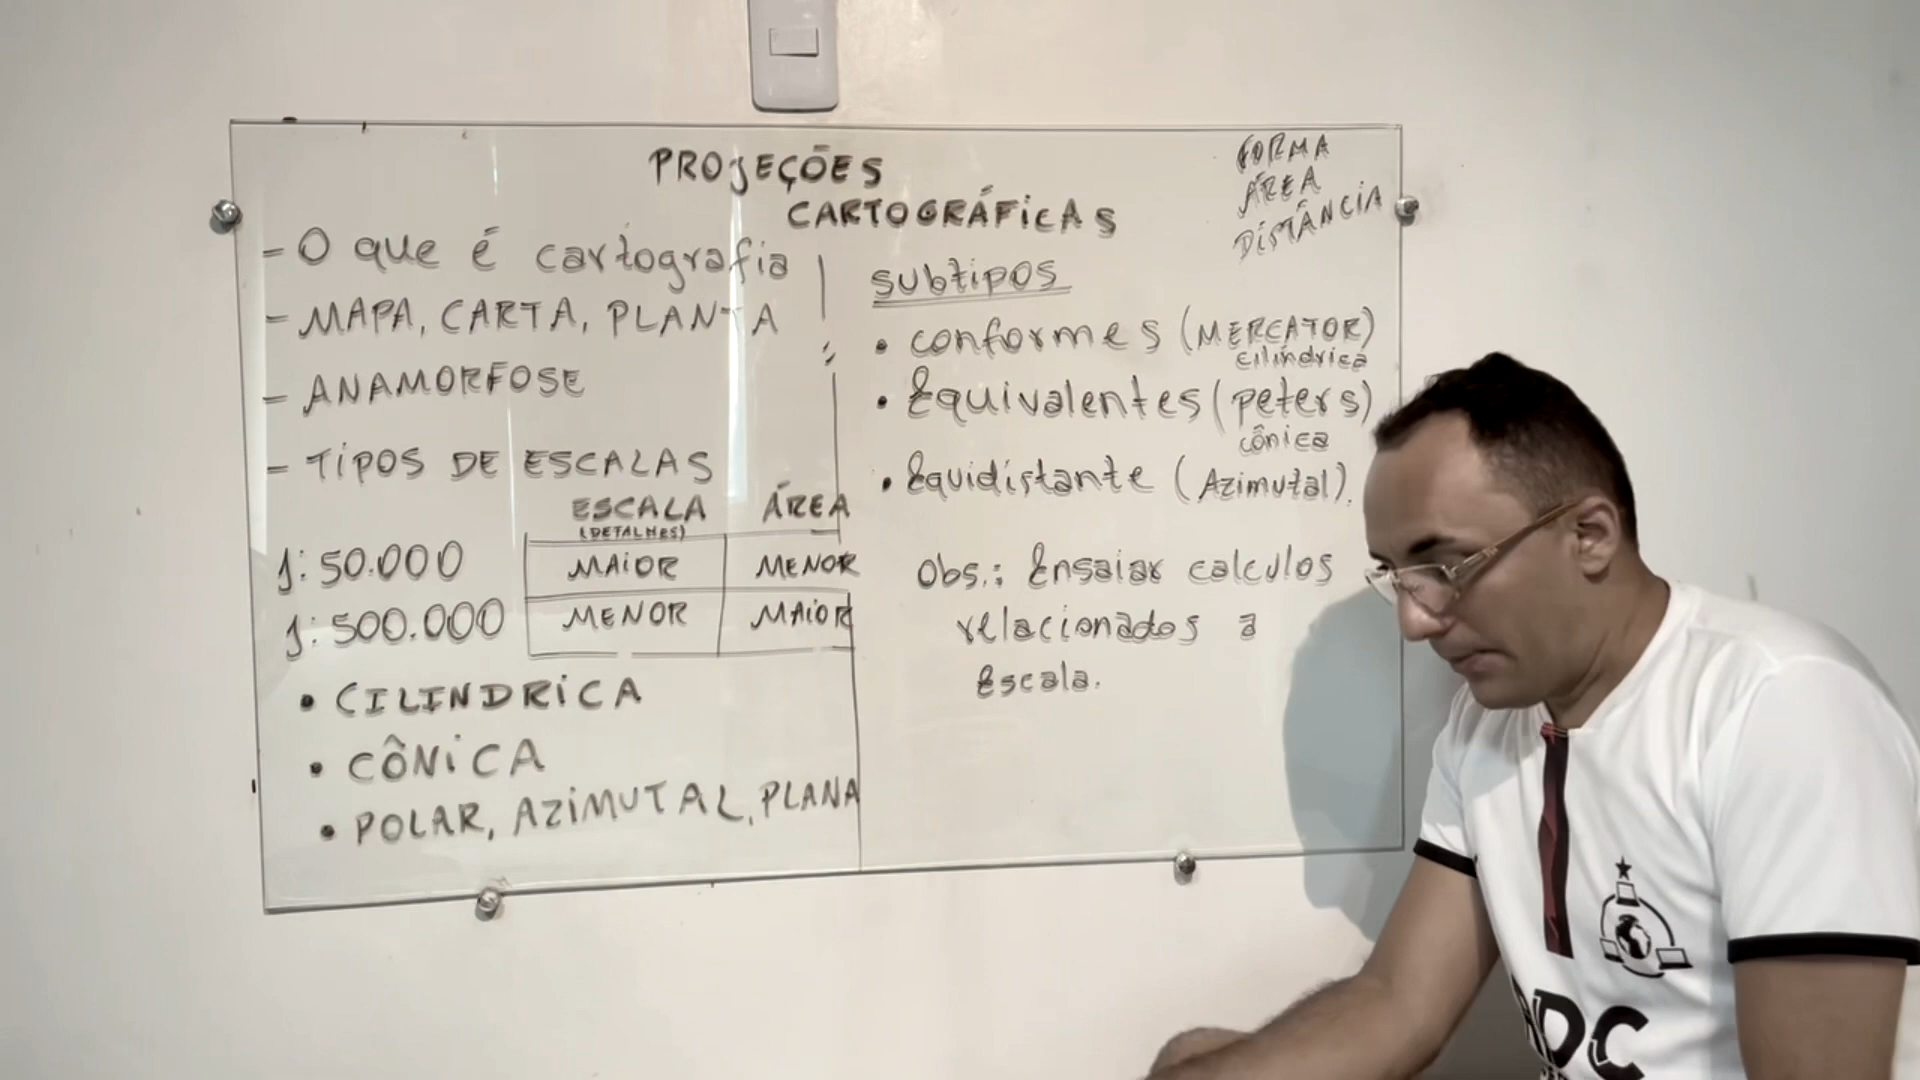 PROJEÇÕES
CARTOGRÁFICAS
FORMA
ÁREA
DISTÂNCIA
- O que é cartografia
- MAPA, CARTA, PLANTA
- ANAMORFOSE
- TIPOS DE ESCALAS
ESCALA ÁREA
(DETALHES)
1:50.000 MAIOR MENOR
1:500.000 MENOR MAIOR
• CILINDRICA
• CÔNICA
• POLAR, AZIMUTAL, PLANA
subtipos
• conformes (MERCATOR)
cilíndrica
• Equivalentes (peters)
cônica
• Equidistante (Azimutal).
Obs.: Ensaiar calculos
relacionados a
Escala.
ADC